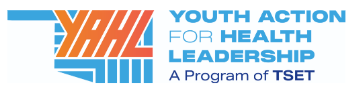 YAHL
YOUTH ACTION
FOR HEALTH
LEADERSHIP
A Program of TSET